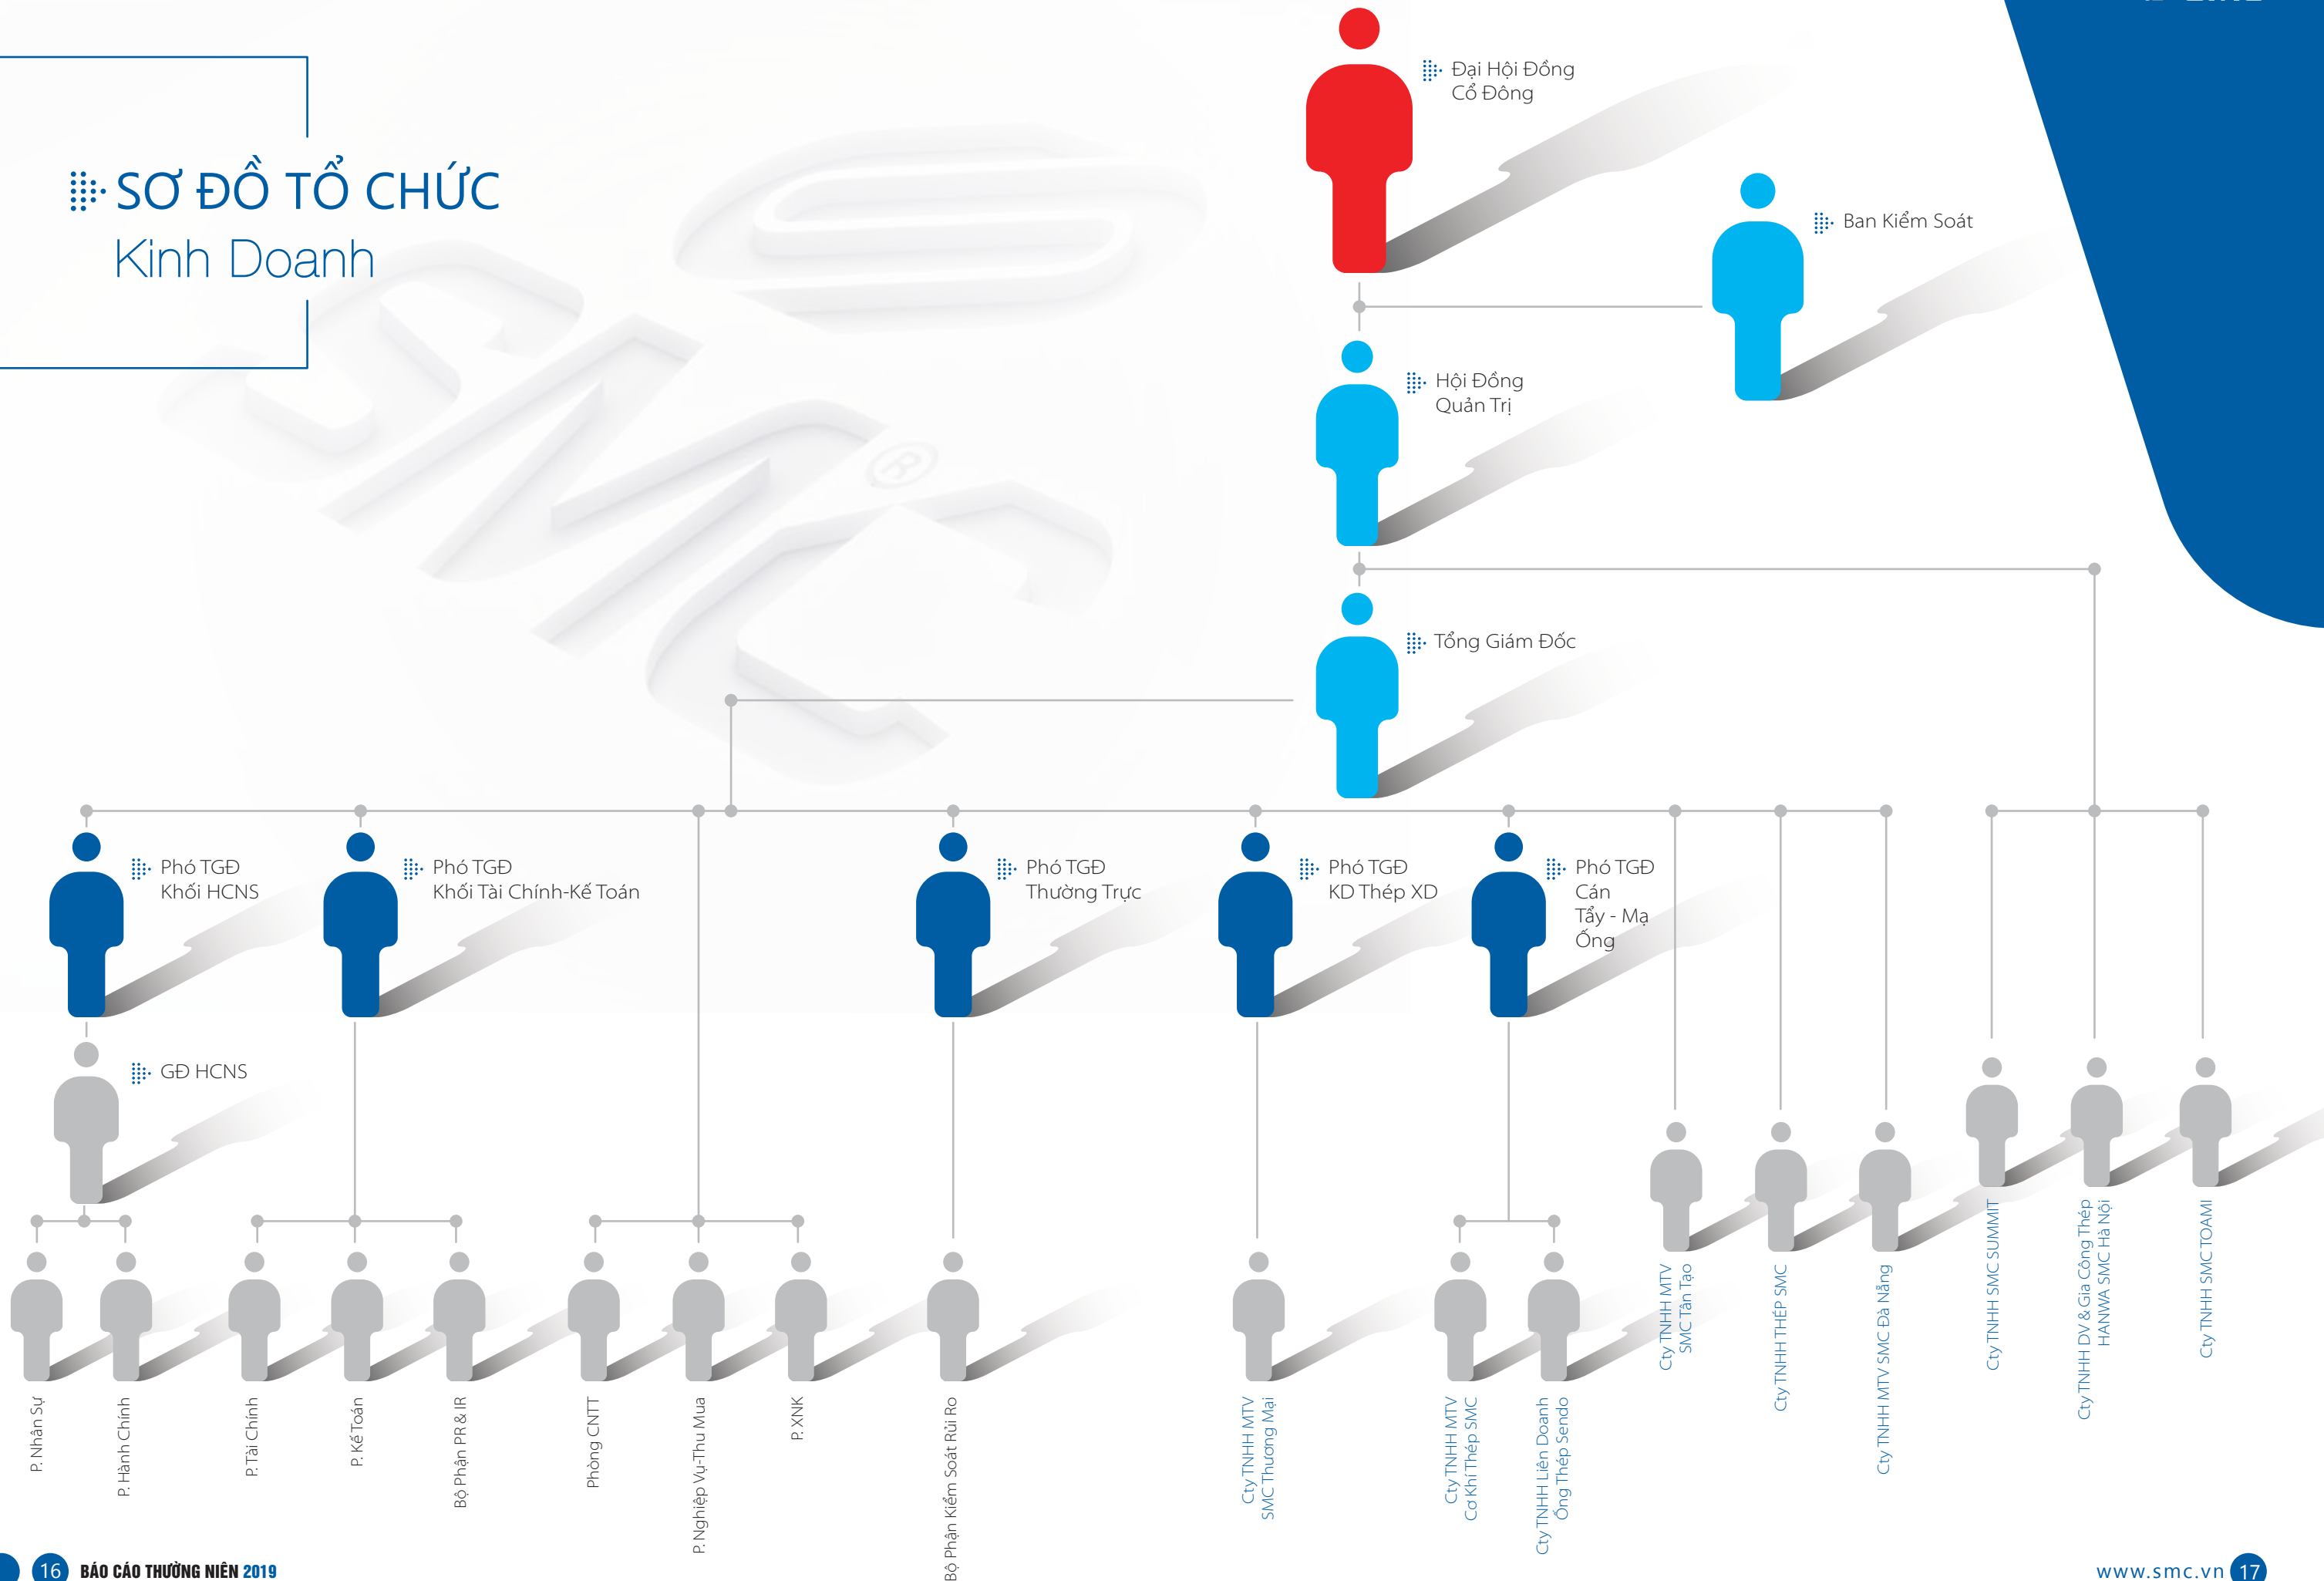 SƠ ĐỒ TỔ CHỨC
Kinh Doanh
SMC
®
Đại Hội Đồng
Cổ Đông
Ban Kiểm Soát
Hội Đồng
Quản Trị
Tổng Giám Đốc
Phó TGĐ
Khối HCNS
Phó TGĐ
Khối Tài Chính-Kế Toán
Phó TGĐ
Thường Trực
Phó TGĐ
KD Thép XD
Phó TGĐ
Cán
Tẩy - Mạ
Ống
GĐ HCNS
P. Nhân Sự
P. Hành Chính
P. Tài Chính
P. Kế Toán
Bộ Phận PR & IR
Phòng CNTT
P. Nghiệp Vụ-Thu Mua
P. XNK
Bộ Phận Kiểm Soát Rủi Ro
Cty TNHH MTV
SMC Thương Mại
Cty TNHH MTV
Cơ Khí Thép SMC
Cty TNHH Liên Doanh
Ống Thép Sendo
Cty TNHH MTV
SMC Tân Tạo
Cty TNHH THÉP SMC
Cty TNHH MTV SMC Đà Nẵng
Cty TNHH SMC SUMMIT
Cty TNHH DV & Gia Công Thép
HANWA SMC Hà Nội
Cty TNHH SMC TOAMI
16 BÁO CÁO THƯỜNG NIÊN 2019
www.smc.vn 17